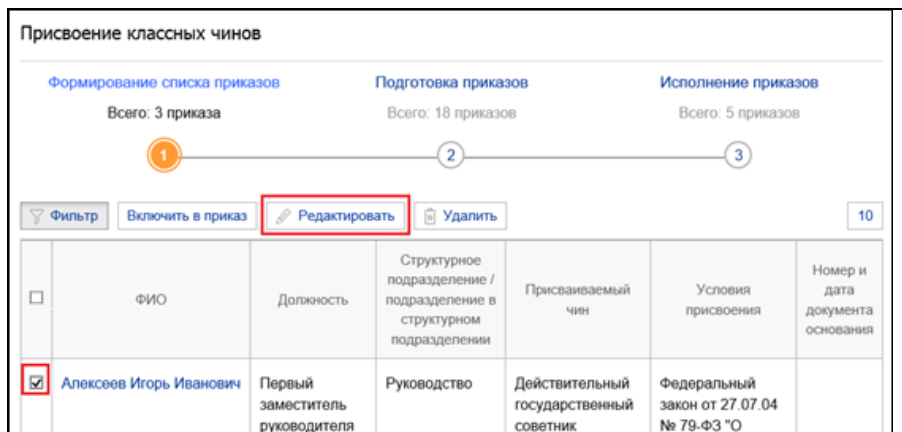 Присвоение классных чинов
Формирование списка приказов
Подготовка приказов
Исполнение приказов
Всего: 3 приказа
Всего: 18 приказов
Всего: 5 приказов
1
2
3
Фильтр
Включить в приказ
Редактировать
Удалить
10
ФИО
Должность
Структурное
подразделение /
подразделение в
структурном
подразделении
Присваиваемый
чин
Условия
присвоения
Номер и
дата
документа
основания
Алексеев Игорь Иванович
Первый
заместитель
руководителя
Руководство
Действительный
государственный
советник
Федеральный
закон от 27.07.04
№ 79-ФЗ "О